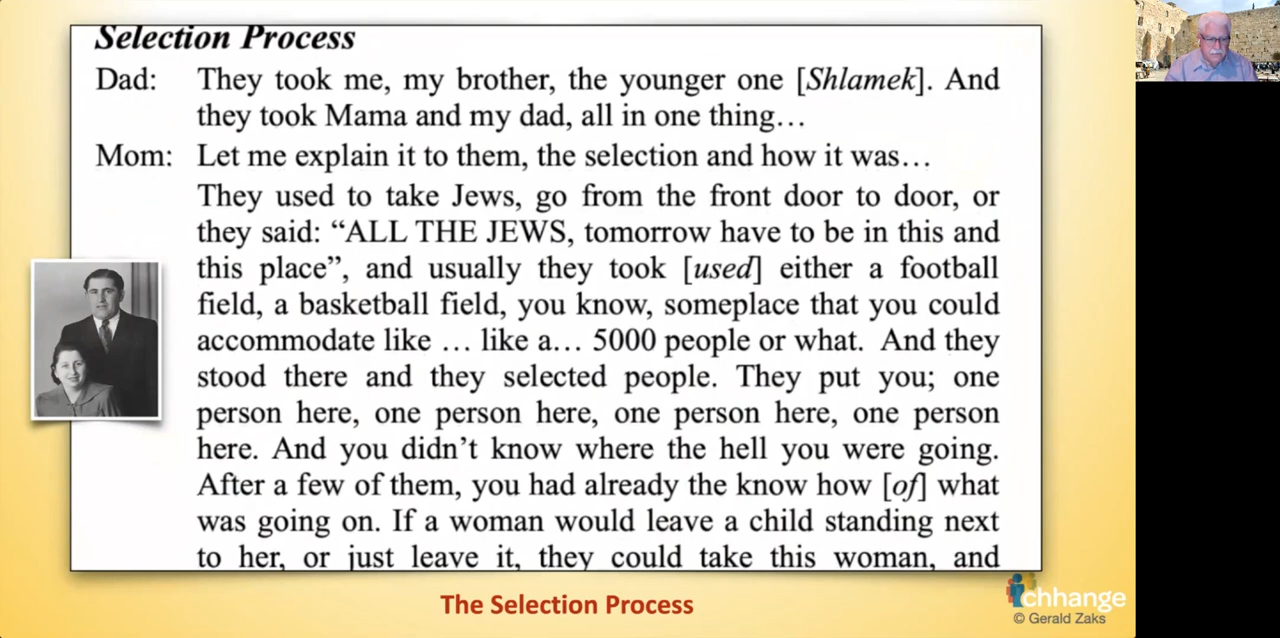 Selection Process
Dad: They took me, my brother, the younger one [Shlamek]. And
they took Mama and my dad, all in one thing…
Mom: Let me explain it to them, the selection and how it was…
They used to take Jews, go from the front door to door, or
they said: “ALL THE JEWS, tomorrow have to be in this and
this place”, and usually they took [used] either a football
field, a basketball field, you know, someplace that you could
accommodate like … like a… 5000 people or what. And they
stood there and they selected people. They put you; one
person here, one person here, one person here, one person
here. And you didn’t know where the hell you were going.
After a few of them, you had already the know how [of] what
was going on. If a woman would leave a child standing next
to her, or just leave it, they could take this woman, and
The Selection Process
chhange
© Gerald Zaks